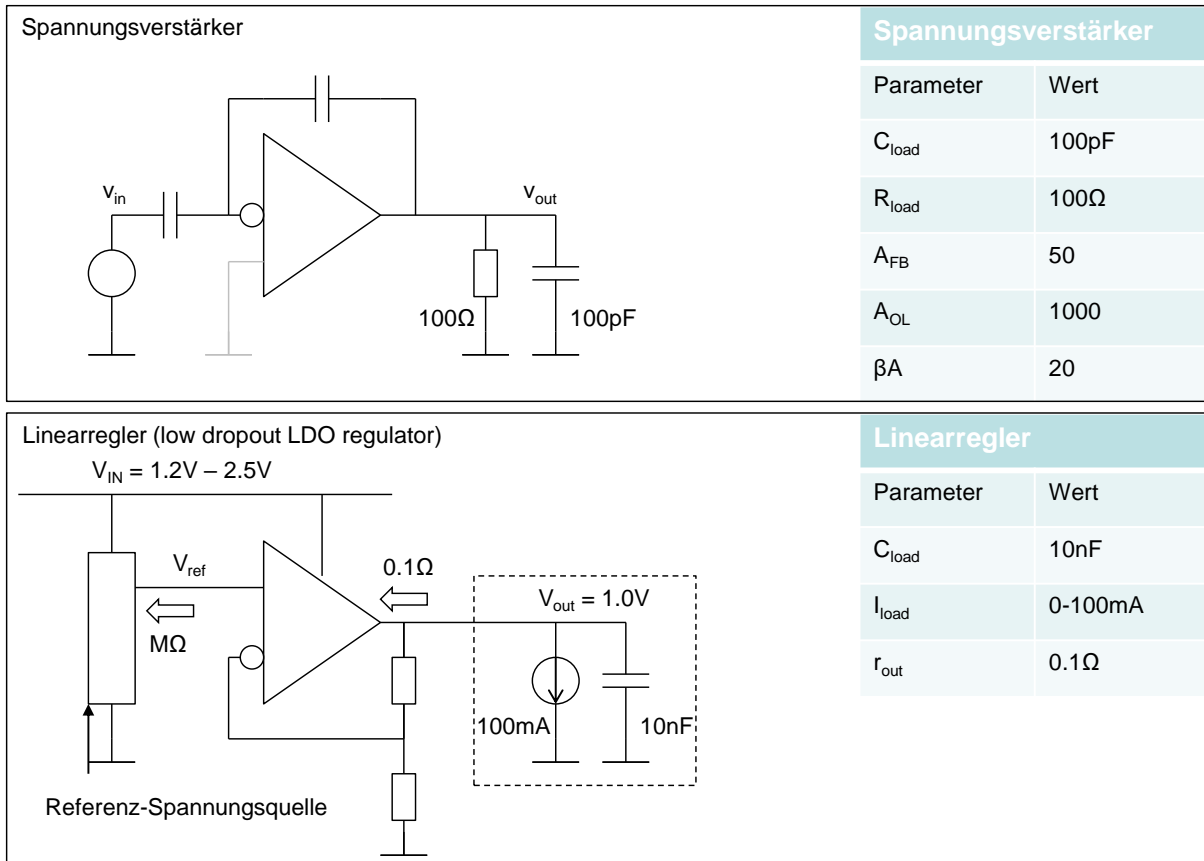 Spannungsverstärker
v_in
v_out
100Ω
100pF
Spannungsverstärker
Parameter Wert
C_load 100pF
R_load 100Ω
A_FB 50
A_OL 1000
βA 20
Linearregler (low dropout LDO regulator)
V_IN = 1.2V – 2.5V
V_ref
MΩ
0.1Ω
V_out = 1.0V
100mA
10nF
Referenz-Spannungsquelle
Linearregler
Parameter Wert
C_load 10nF
I_load 0-100mA
r_out 0.1Ω